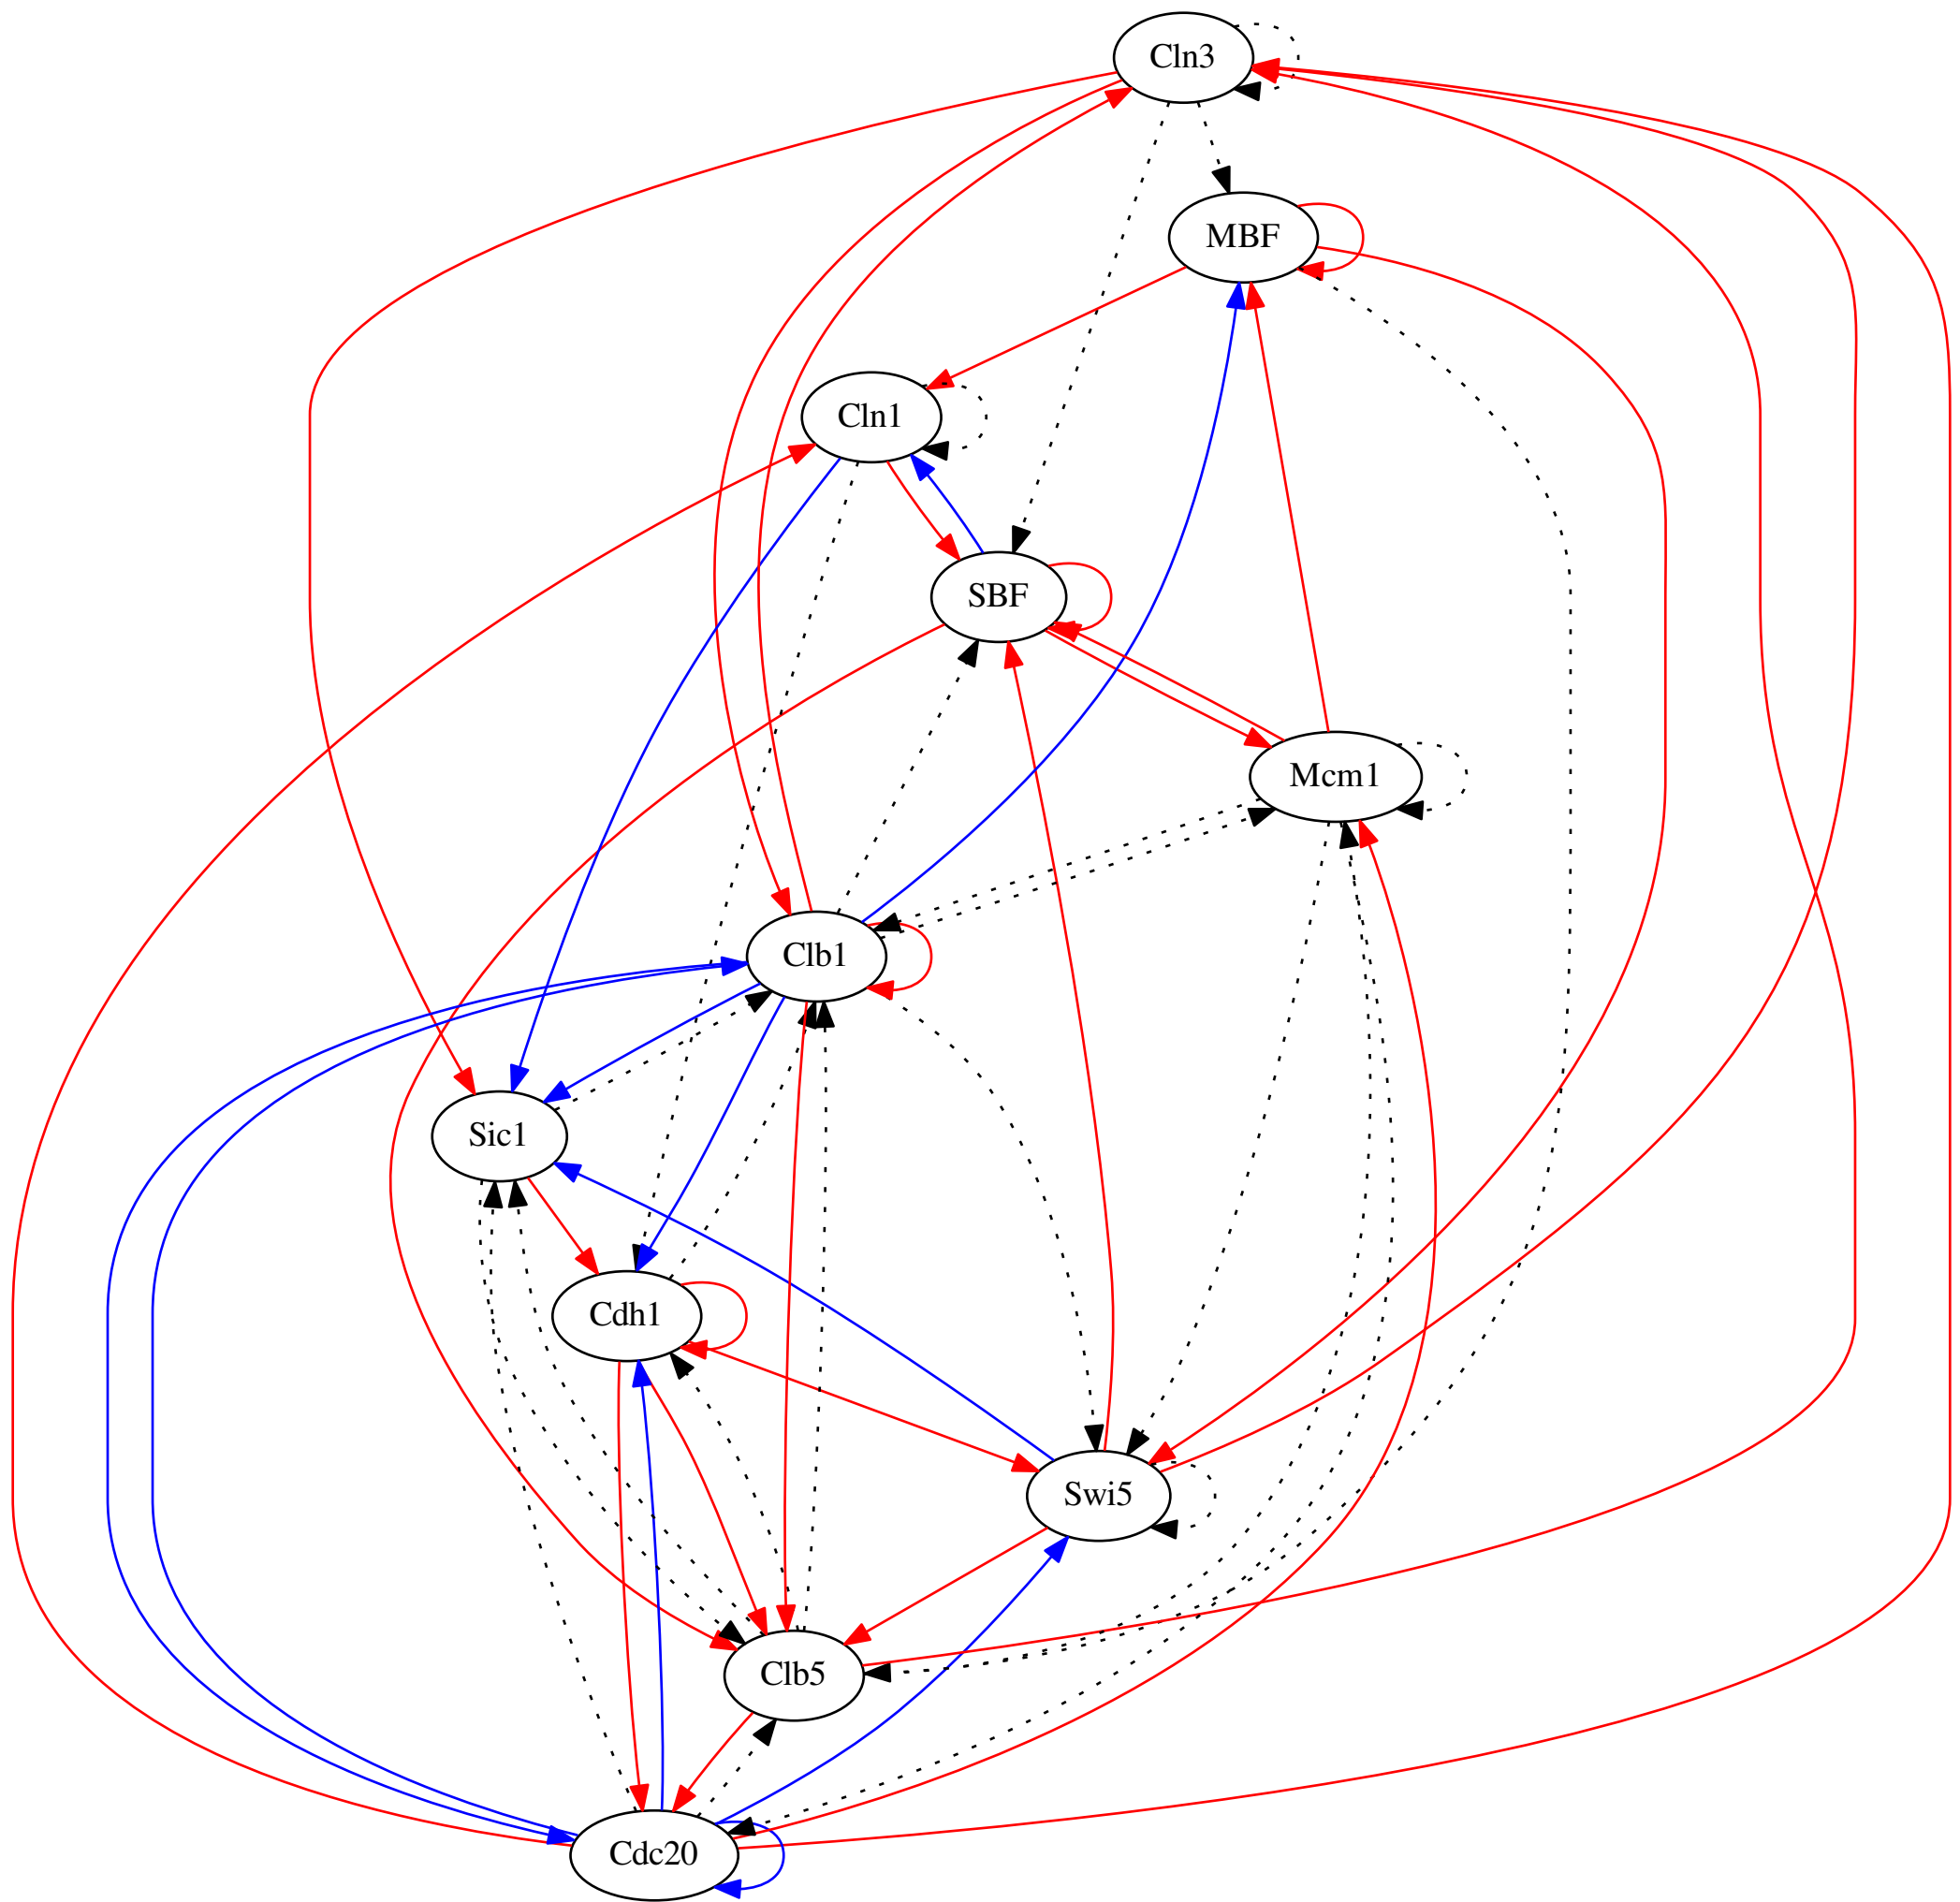 Cln3
MBF
Cln1
SBF
Mcm1
Clb1
Sic1
Cdh1
Swi5
Clb5
Cdc20